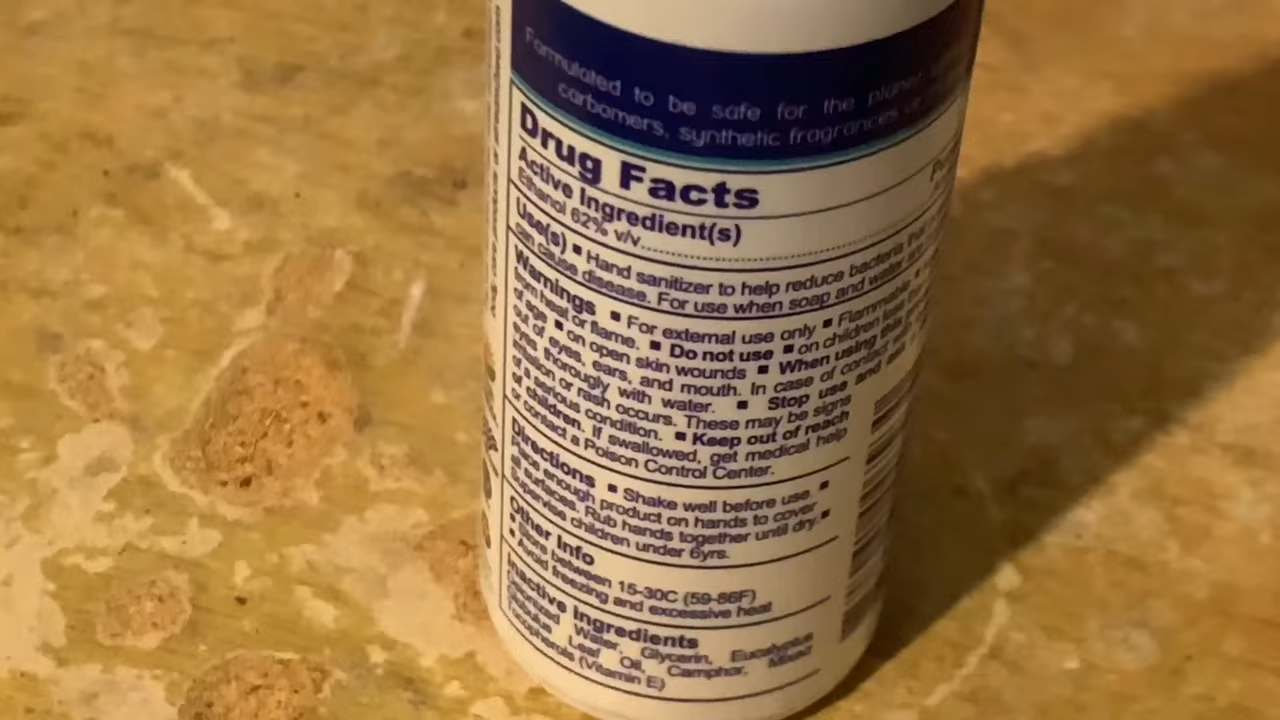 Formulated to be safe for the planet
carbomers, synthetic fragrances
Drug Facts
Active Ingredient(s)
Ethanol 62% v/v
Use(s) ▪ Hand sanitizer to help reduce bacteria that
can cause disease. For use when soap and water
Warnings ▪ For external use only ▪ Flammable
from heat or flame. ▪ Do not use ▪ on children less
of age ▪ on open skin wounds ▪ When using this
out of eyes, ears, and mouth. In case of contact
eyes thorougly with water. ▪ Stop use and
irritation or rash occurs. These may be signs
of a serious condition. ▪ Keep out of reach
of children. If swallowed, get medical help
or contact a Poison Control Center.
Directions ▪ Shake well before use. ▪
Place enough product on hands to cover
all surfaces. Rub hands together until dry. ▪
Supervise children under 6yrs.
Other Info
▪ Store between 15-30C (59-86F)
▪ Avoid freezing and excessive heat
Inactive Ingredients
Water, Glycerin, Eucalyptus
Globulus Leaf Oil, Camphor, Mixed
Tocopherols (Vitamin E)